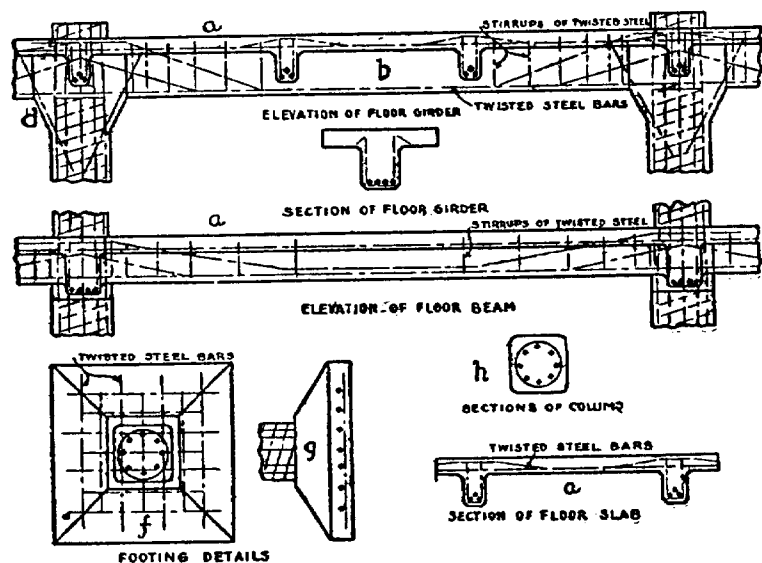 a
STIRRUPS OF TWISTED STEEL
b
d
ELEVATION OF FLOOR GIRDER
TWISTED STEEL BARS
SECTION OF FLOOR GIRDER
a
STIRRUPS OF TWISTED STEEL
ELEVATION OF FLOOR BEAM
TWISTED STEEL BARS
h
SECTIONS OF COLUMN
g
f
TWISTED STEEL BARS
a
SECTION OF FLOOR SLAB
FOOTING DETAILS